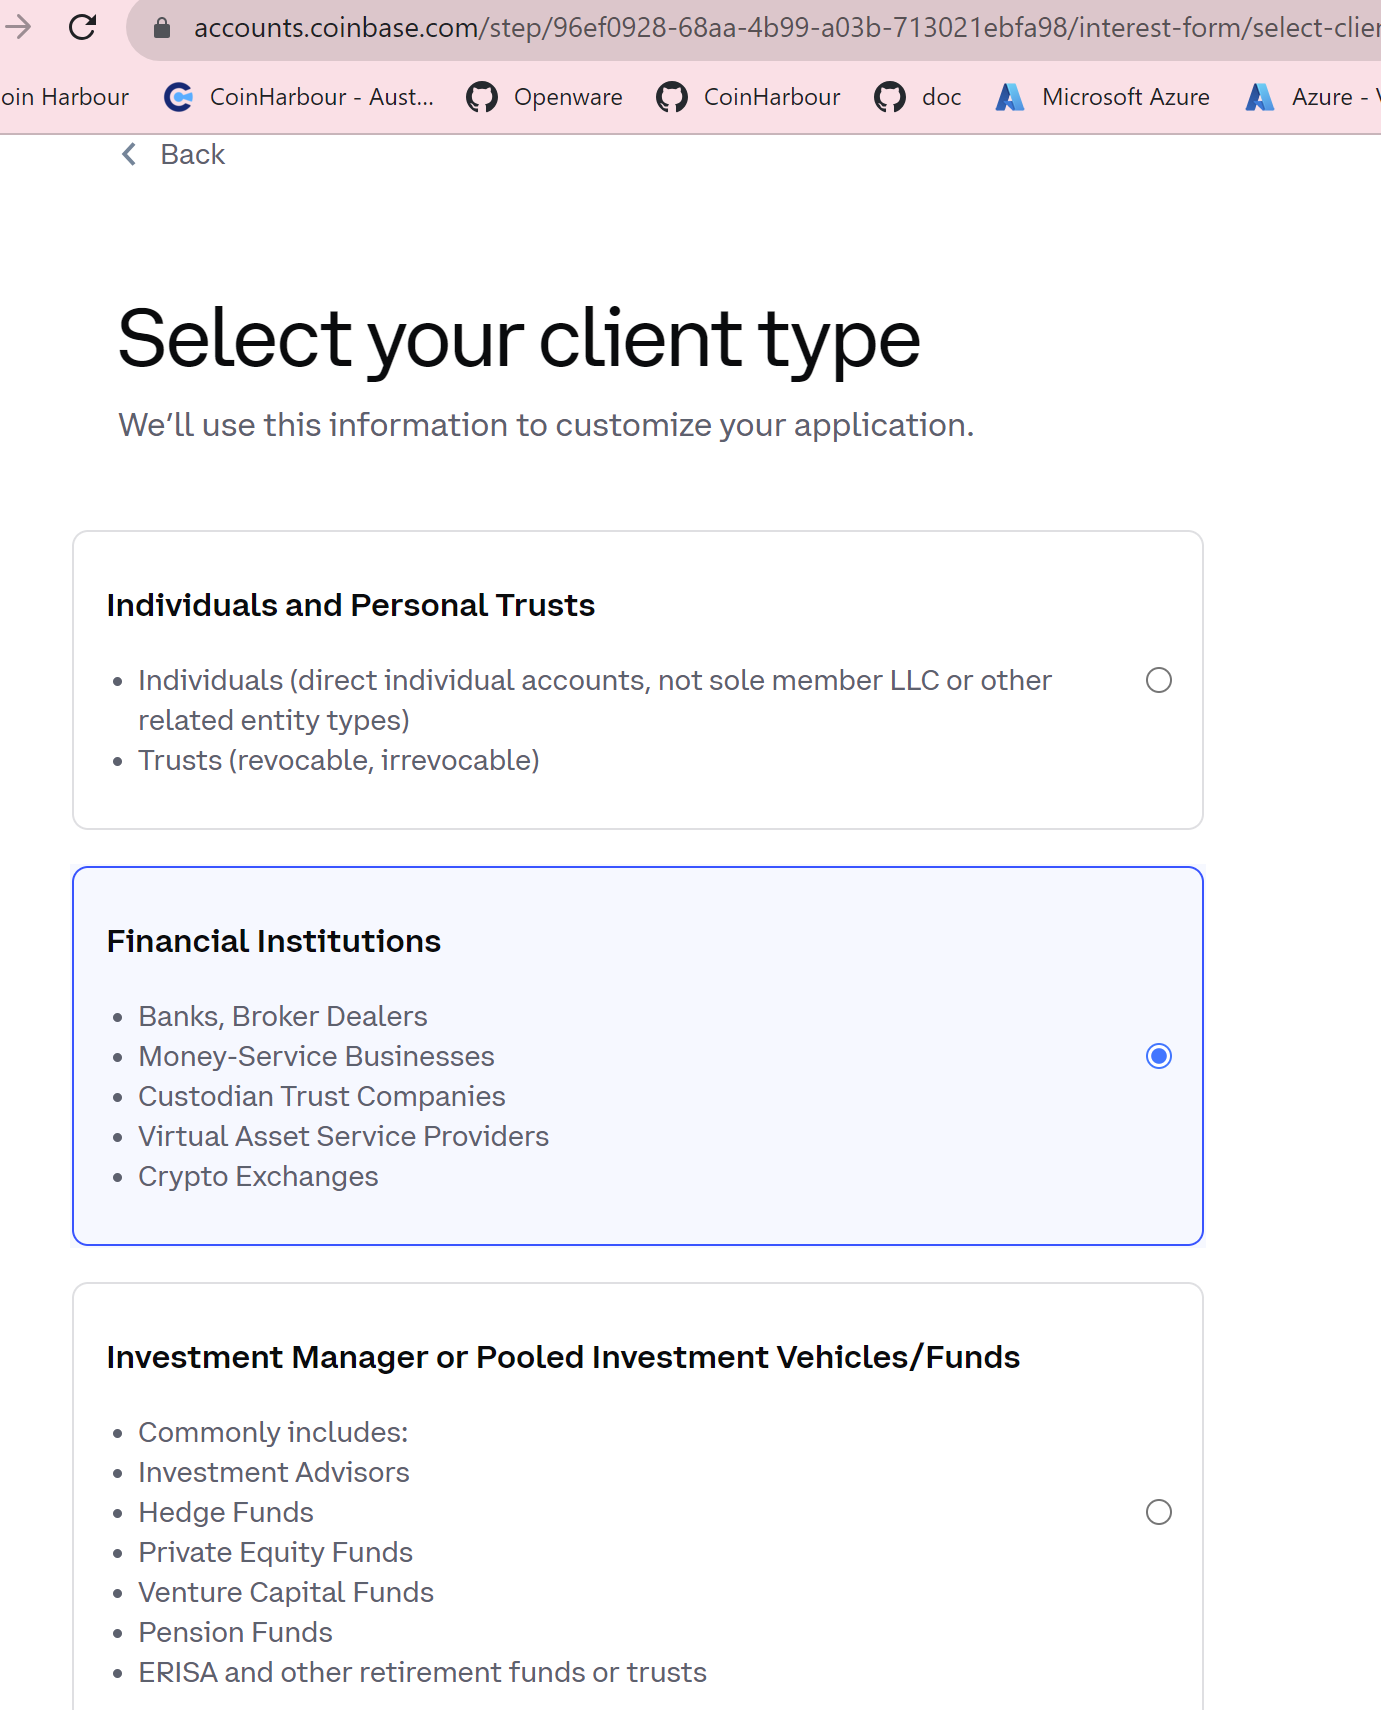 accounts.coinbase.com/step/96ef0928-68aa-4b99-a03b-713021ebfa98/interest-form/select-clier
oin Harbour CoinHarbour - Aust... Openware CoinHarbour doc Microsoft Azure Azure - V
Back
Select your client type
We’ll use this information to customize your application.
Individuals and Personal Trusts
• Individuals (direct individual accounts, not sole member LLC or other
related entity types)
• Trusts (revocable, irrevocable)
Financial Institutions
• Banks, Broker Dealers
• Money-Service Businesses
• Custodian Trust Companies
• Virtual Asset Service Providers
• Crypto Exchanges
Investment Manager or Pooled Investment Vehicles/Funds
• Commonly includes:
• Investment Advisors
• Hedge Funds
• Private Equity Funds
• Venture Capital Funds
• Pension Funds
• ERISA and other retirement funds or trusts